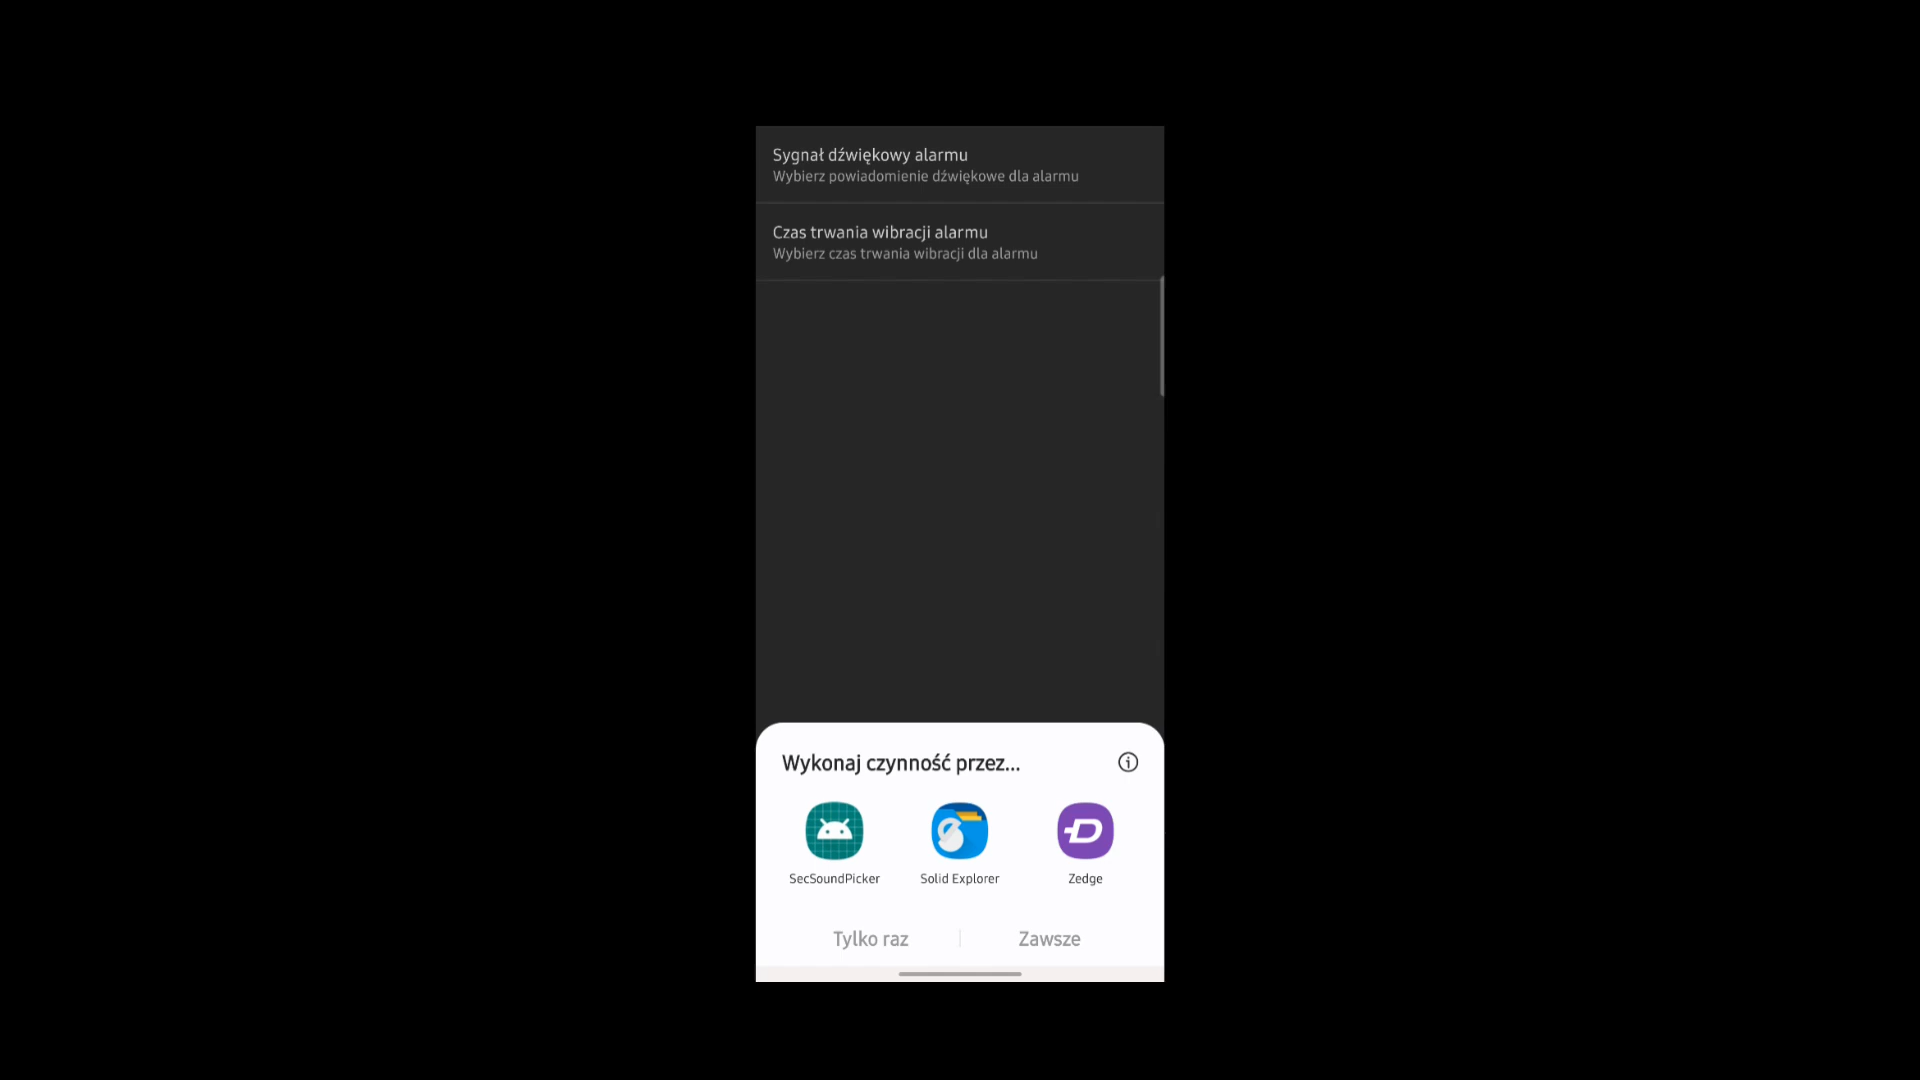 Sygnał dźwiękowy alarmu
Wybierz powiadomienie dźwiękowe dla alarmu
Czas trwania wibracji alarmu
Wybierz czas trwania wibracji dla alarmu
Wykonaj czynność przez...
SecSoundPicker
Solid Explorer
Zedge
Tylko raz
Zawsze